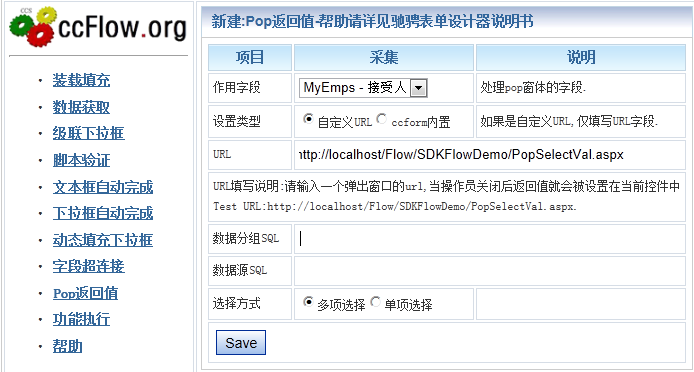 CCS
ccFlow.org
装载填充
数据获取
级联下拉框
脚本验证
文本框自动完成
下拉框自动完成
动态填充下拉框
字段超连接
Pop返回值
功能执行
帮助
新建:Pop返回值-帮助请详见驰骋表单设计器说明书
项目 采集 说明
作用字段 MyEmps - 接受人 处理pop窗体的字段.
设置类型 自定义URL ccform内置 如果是自定义URL,仅填写URL字段.
URL http://localhost/Flow/SDKFlowDemo/PopSelectVal.aspx
URL填写说明:请输入一个弹出窗口的url,当操作员关闭后返回值就会被设置在当前控件中
Test URL:http://localhost/Flow/SDKFlowDemo/PopSelectVal.aspx.
数据分组SQL
数据源SQL
选择方式 多项选择 单项选择
Save